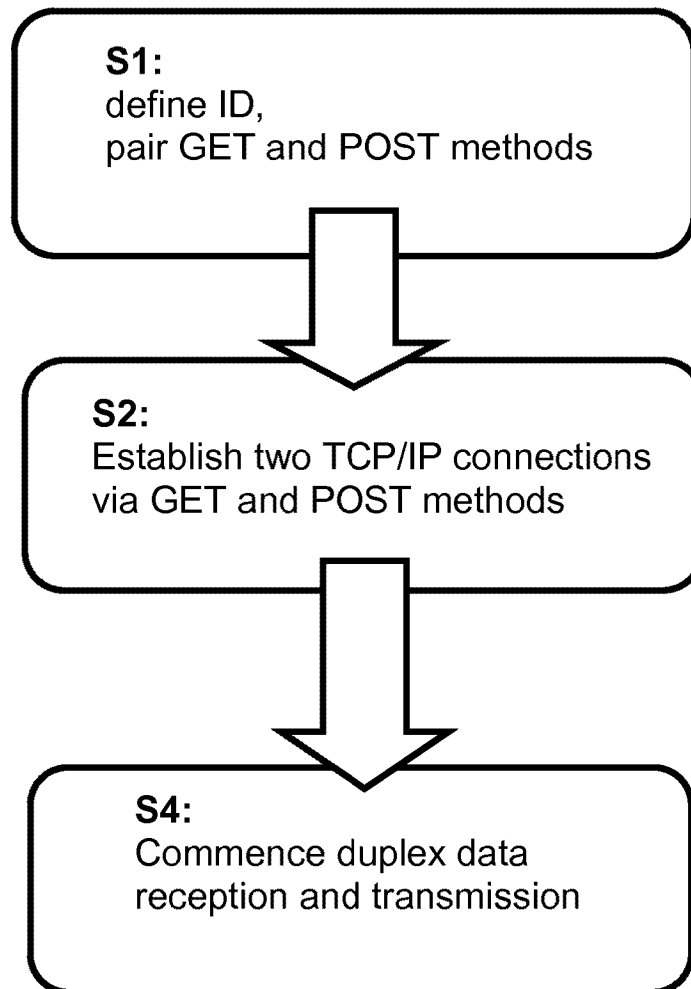 S1:
define ID,
pair GET and POST methods
S2:
Establish two TCP/IP connections
via GET and POST methods
S4:
Commence duplex data
reception and transmission